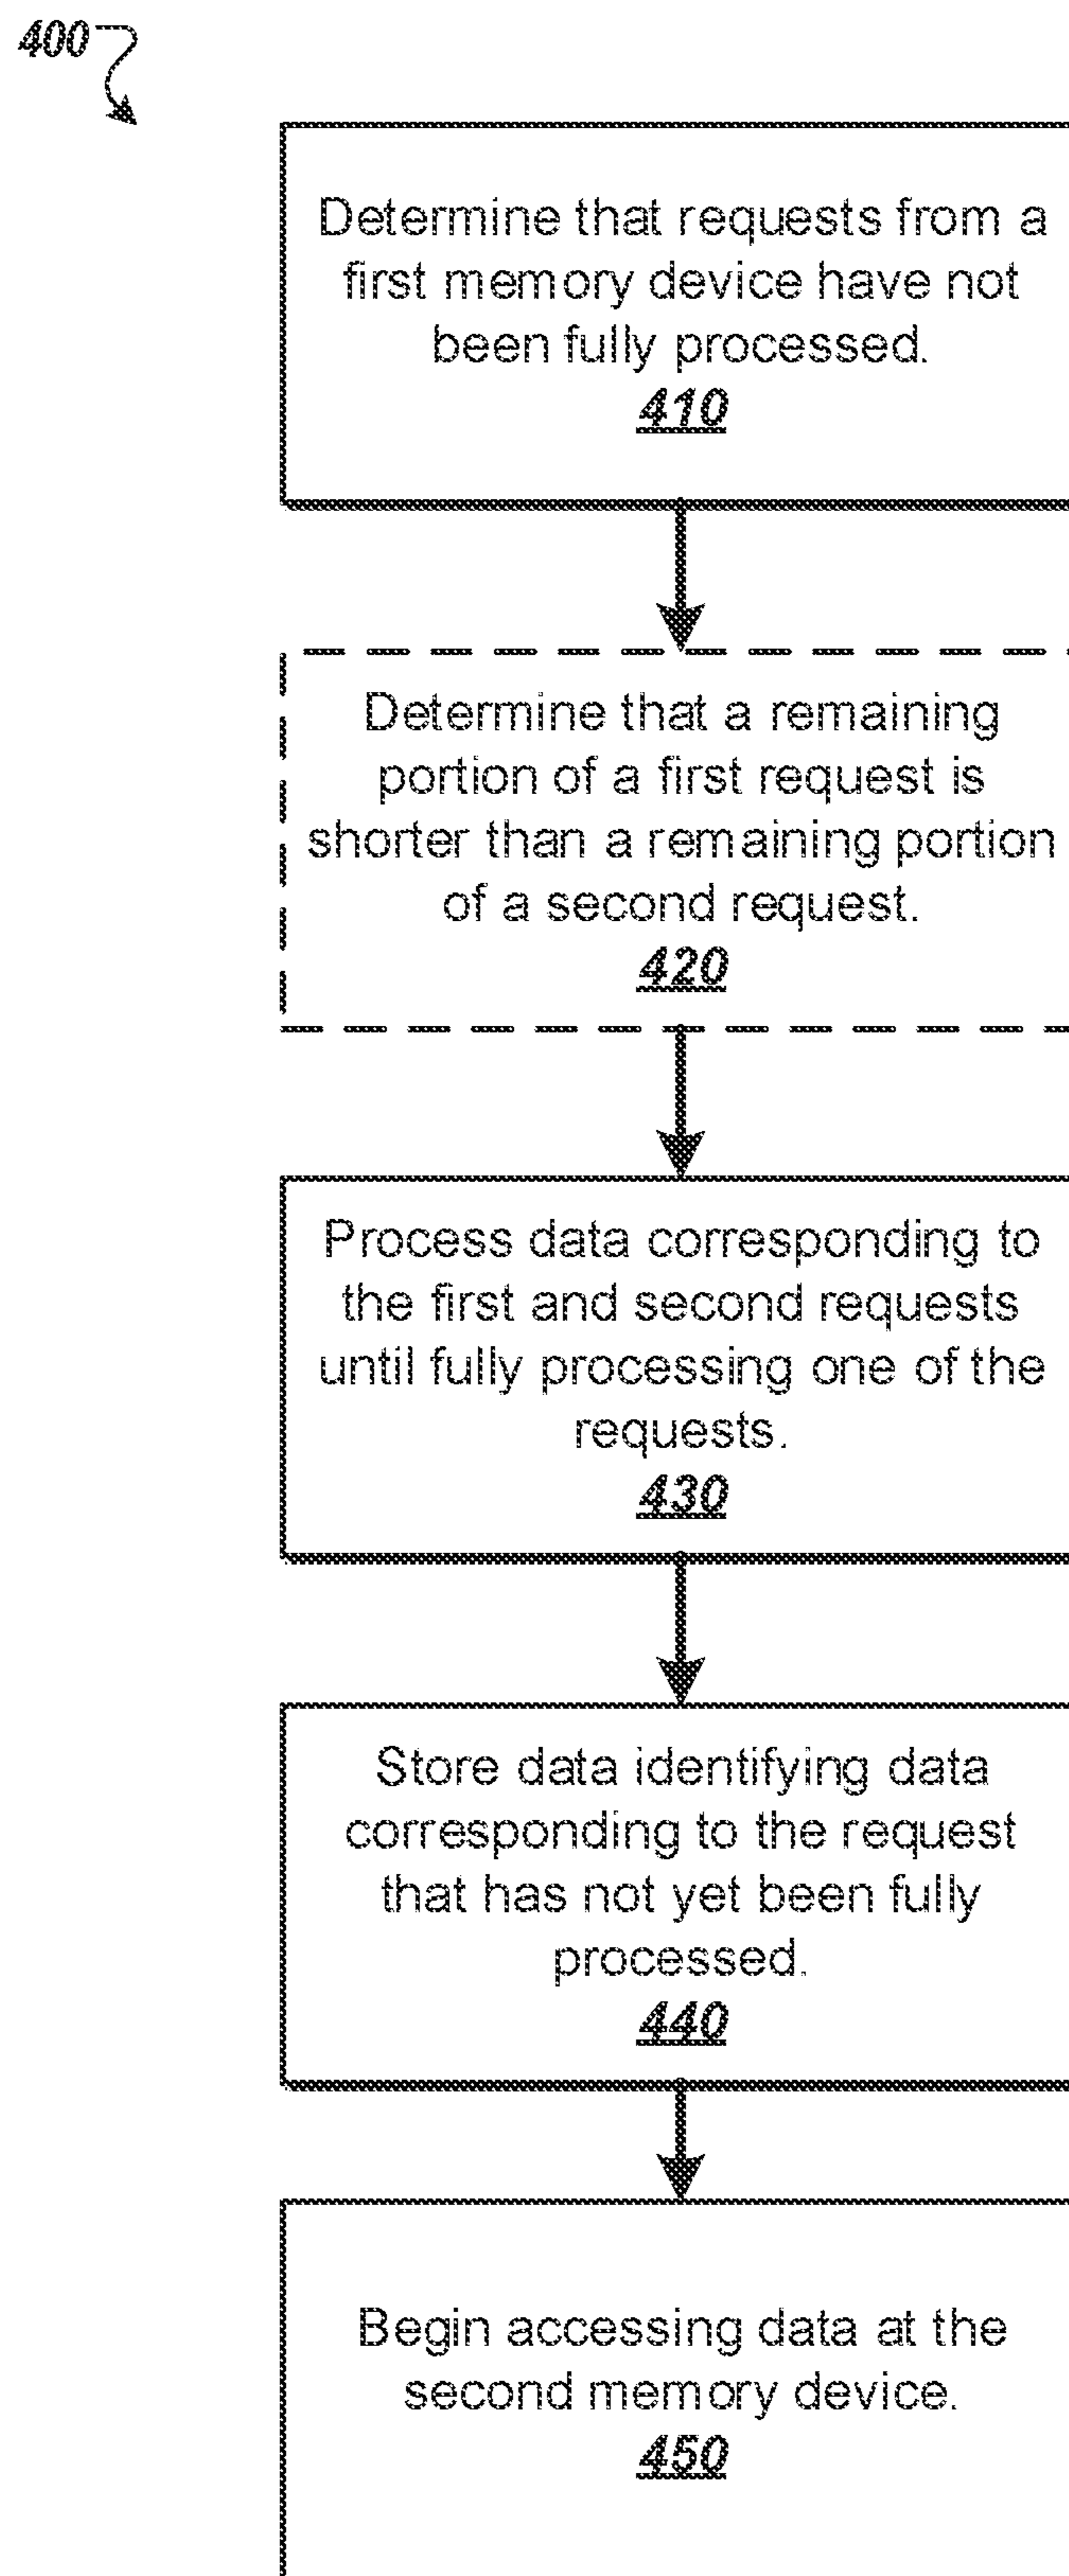 400
Determine that requests from a
first memory device have not
been fully processed.
410
Determine that a remaining
portion of a first request is
shorter than a remaining portion
of a second request.
420
Process data corresponding to
the first and second requests
until fully processing one of the
requests.
430
Store data identifying data
corresponding to the request
that has not yet been fully
processed.
440
Begin accessing data at the
second memory device.
450